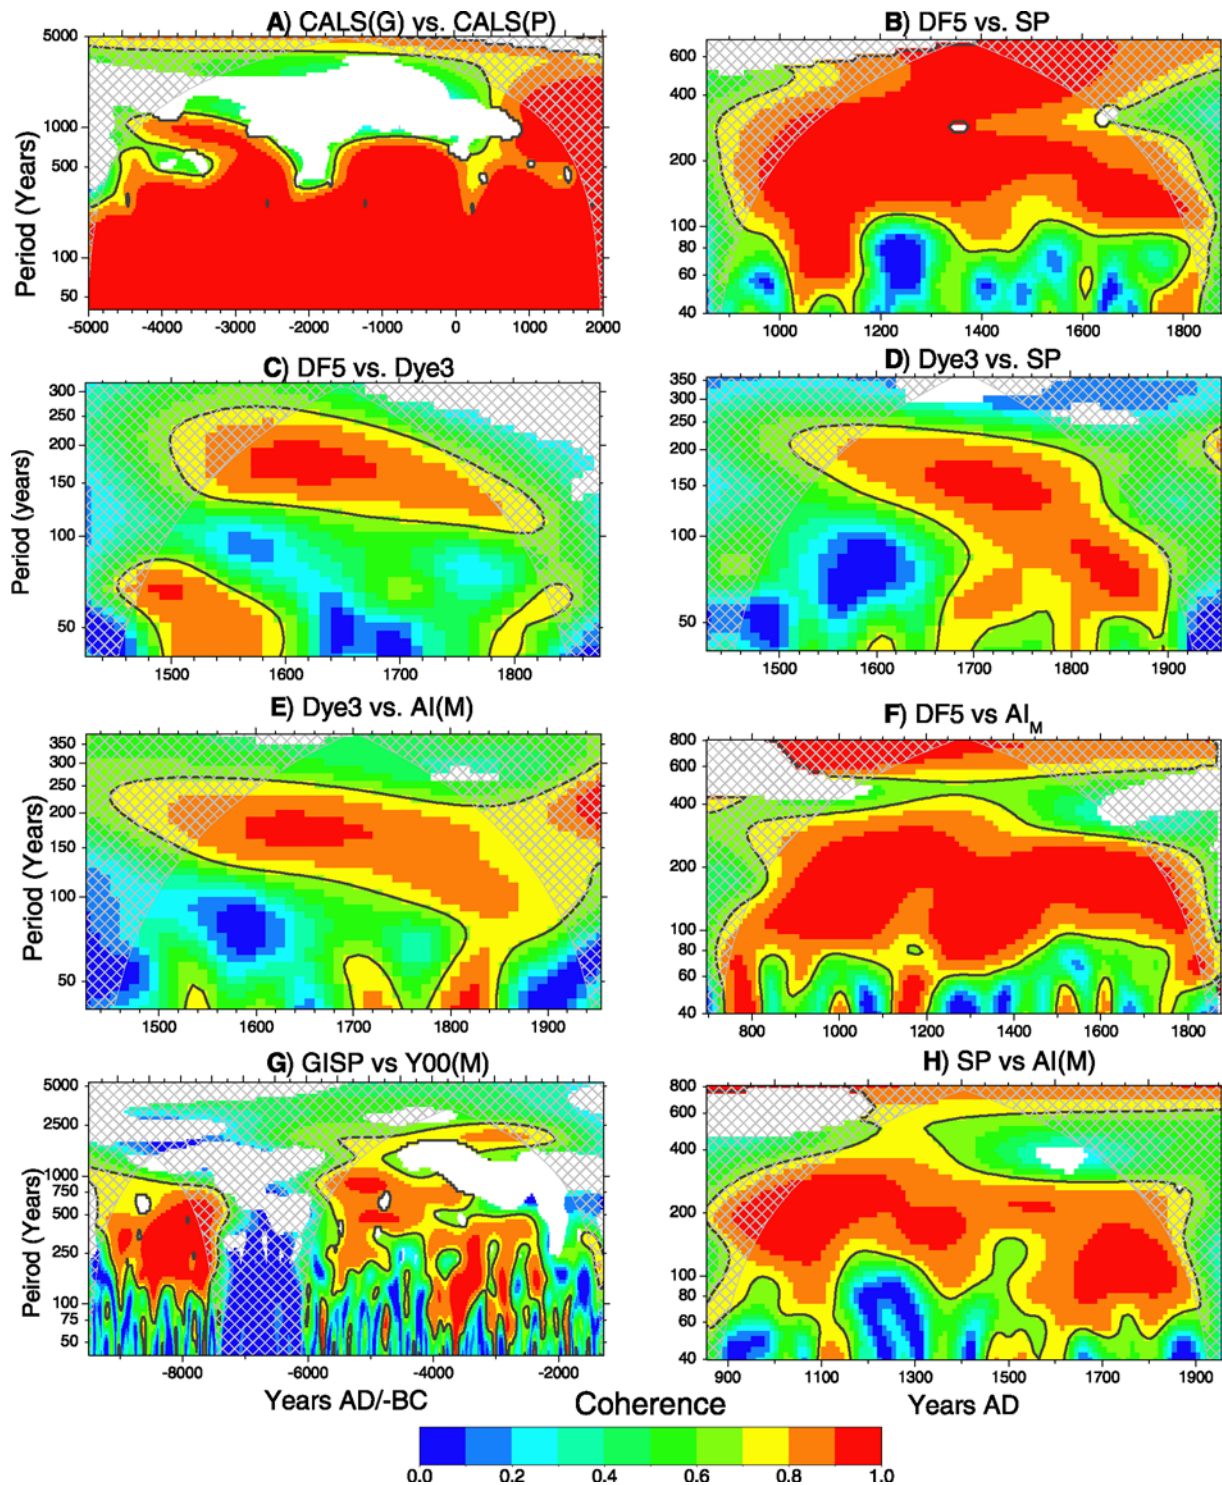 A) CALS(G) vs. CALS(P)
5000
1000
500
100
50
Period (Years)
-5000 -4000 -3000 -2000 -1000 0 1000 2000
B) DF5 vs. SP
600
400
200
100
80
60
40
1000 1200 1400 1600 1800
C) DF5 vs. Dye3
300
250
200
150
100
50
Period (years)
1500 1600 1700 1800
D) Dye3 vs. SP
350
300
250
200
150
100
50
1500 1600 1700 1800 1900
E) Dye3 vs. AI(M)
350
300
250
200
150
100
50
Period (Years)
1500 1600 1700 1800 1900
F) DF5 vs AIM
800
600
400
200
100
80
60
40
800 1000 1200 1400 1600 1800
G) GISP vs Y00(M)
5000
2500
1000
750
500
250
100
75
50
Peirod (Years)
-8000 -6000 -4000 -2000
Years AD/-BC
H) SP vs AI(M)
800
600
400
200
100
80
60
40
900 1100 1300 1500 1700 1900
Years AD
Coherence
0.0 0.2 0.4 0.6 0.8 1.0